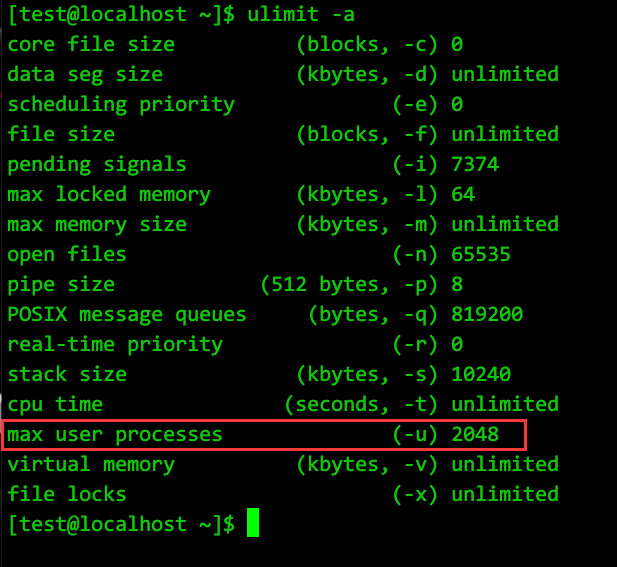 [test@localhost ~]$ ulimit -a
core file size          (blocks, -c) 0
data seg size           (kbytes, -d) unlimited
scheduling priority             (-e) 0
file size               (blocks, -f) unlimited
pending signals                 (-i) 7374
max locked memory       (kbytes, -l) 64
max memory size         (kbytes, -m) unlimited
open files                      (-n) 65535
pipe size            (512 bytes, -p) 8
POSIX message queues     (bytes, -q) 819200
real-time priority              (-r) 0
stack size              (kbytes, -s) 10240
cpu time               (seconds, -t) unlimited
max user processes              (-u) 2048
virtual memory          (kbytes, -v) unlimited
file locks                      (-x) unlimited
[test@localhost ~]$